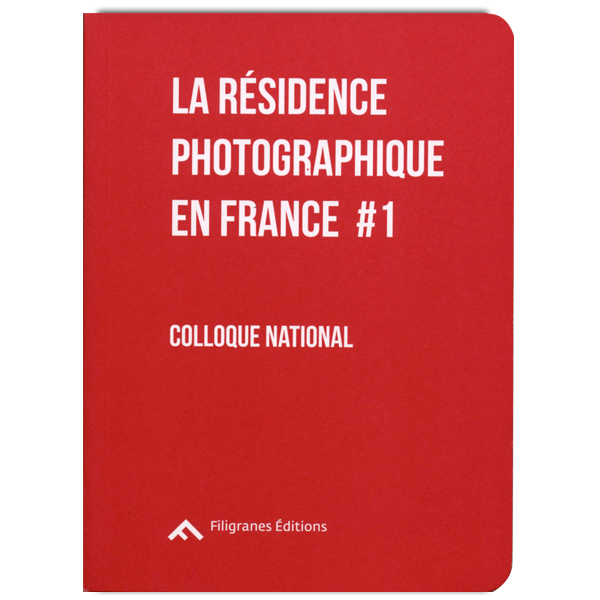 LA RÉSIDENCE
PHOTOGRAPHIQUE
EN FRANCE #1
COLLOQUE NATIONAL
Filigranes Éditions